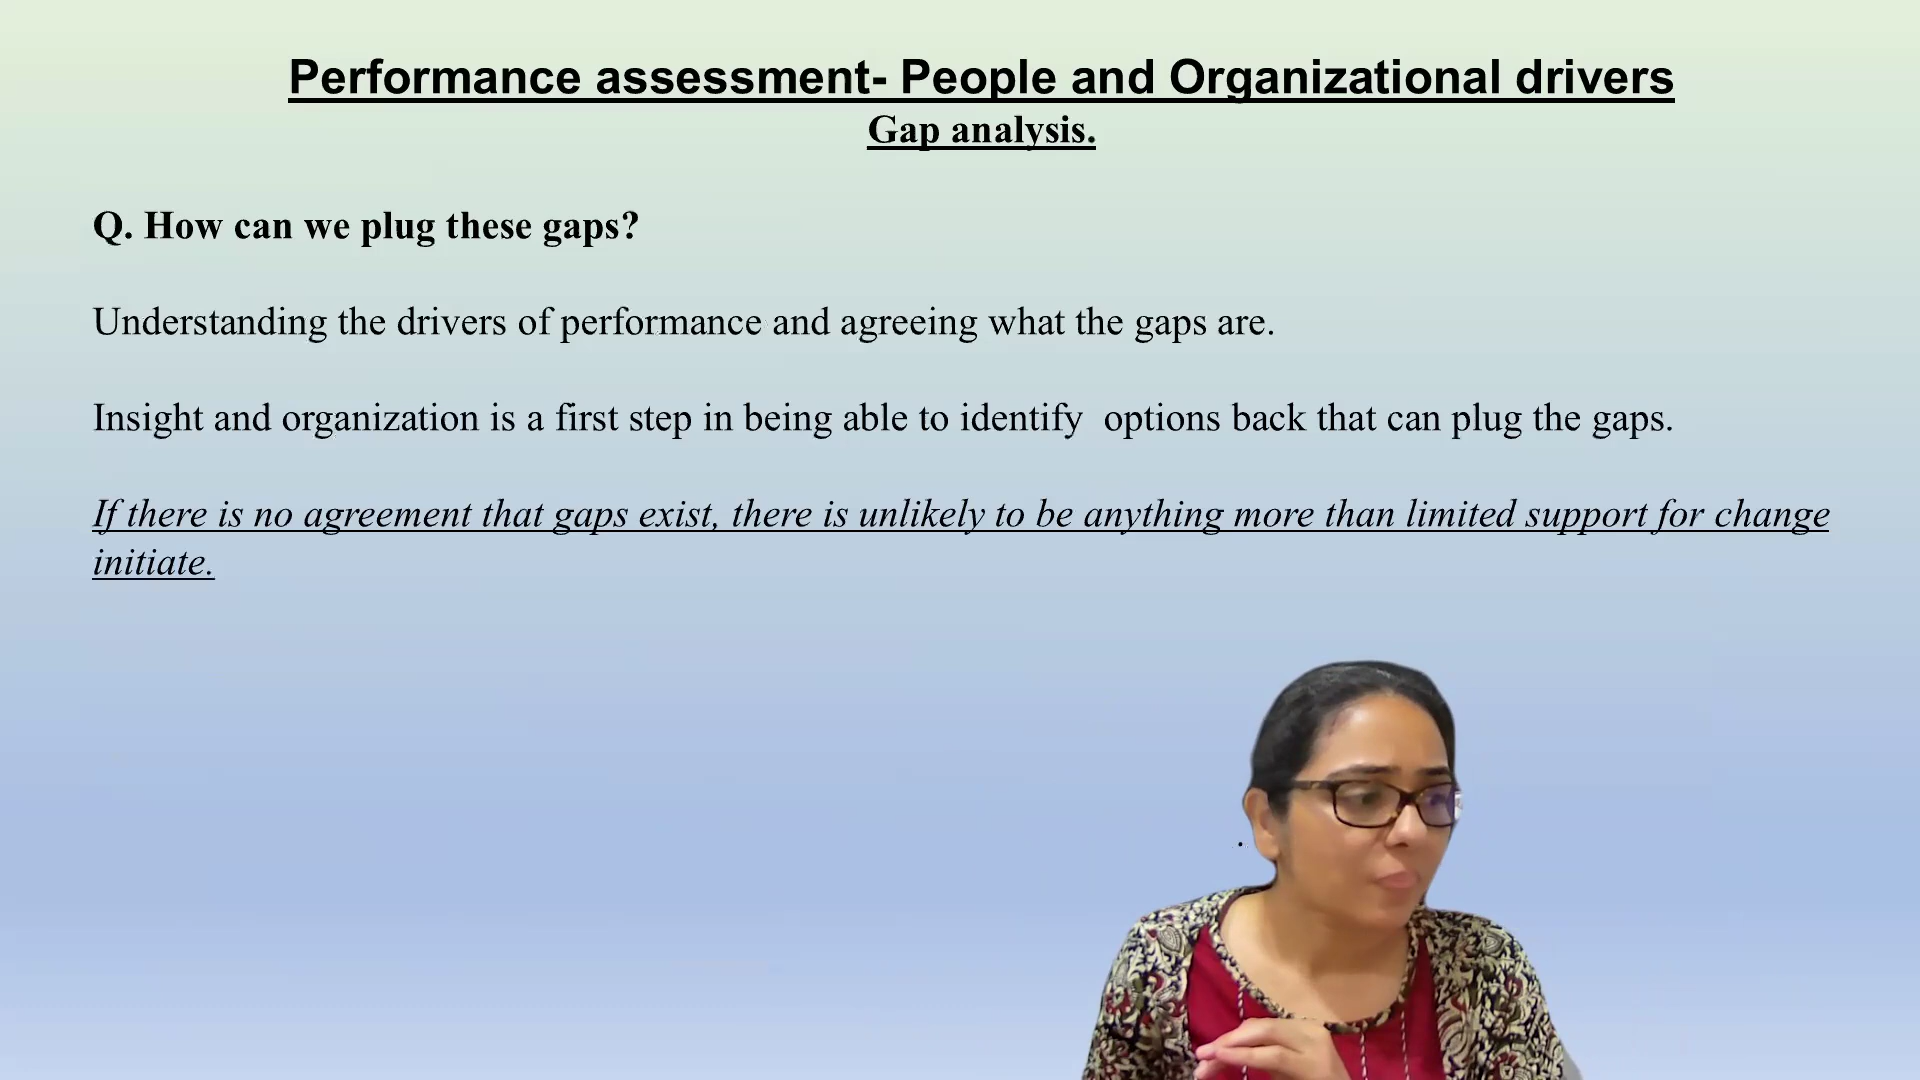 Performance assessment- People and Organizational drivers
Gap analysis.
Q. How can we plug these gaps?
Understanding the drivers of performance and agreeing what the gaps are.
Insight and organization is a first step in being able to identify  options back that can plug the gaps.
If there is no agreement that gaps exist, there is unlikely to be anything more than limited support for change
initiate.
.